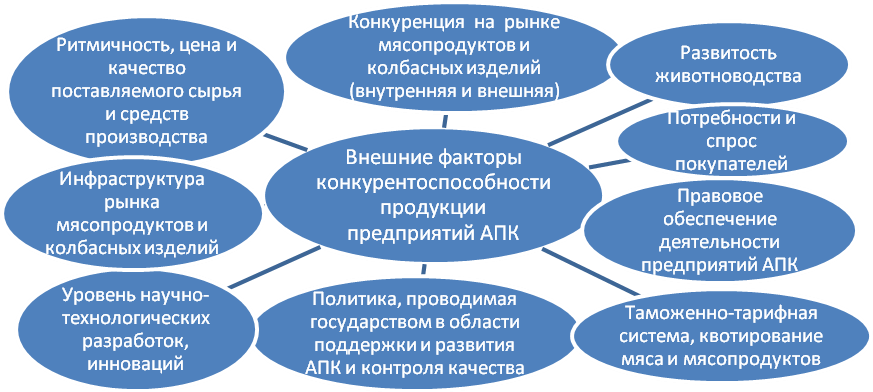 Конкуренция на рынке
мясопродуктов и
колбасных изделий
(внутренняя и внешняя)
Ритмичность, цена и
качество
поставляемого сырья
и средств
производства
Развитость
животноводства
Потребности и
спрос
покупателей
Внешние факторы
конкурентоспособности
продукции
предприятий АПК
Инфраструктура
рынка
мясопродуктов и
колбасных изделий
Правовое
обеспечение
деятельности
предприятий АПК
Уровень научно-
технологических
разработок,
инноваций
Политика, проводимая
государством в области
поддержки и развития
АПК и контроля качества
Таможенно-тарифная
система, квотирование
мяса и мясопродуктов